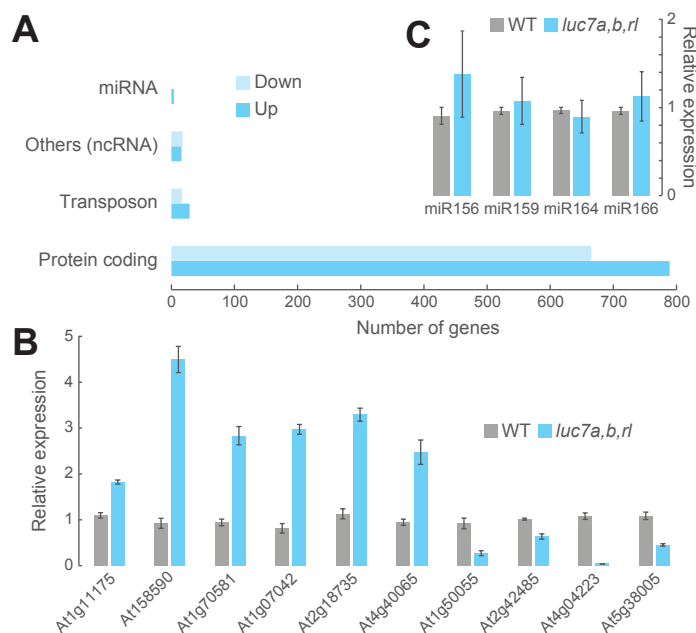 A
Down
Up
miRNA
Others (ncRNA)
Transposon
Protein coding
0 100 200 300 400 500 600 700 800
Number of genes
C
WT luc7a,b,rl
2
1
0
Relative expression
miR156 miR159 miR164 miR166
B
Relative expression
5
4
3
2
1
0
WT luc7a,b,rl
At1g11175 At158590 At1g70581 At1g07042 At2g18735 At4g40065 At1g50055 At2g42485 At4g04223 At5g38005